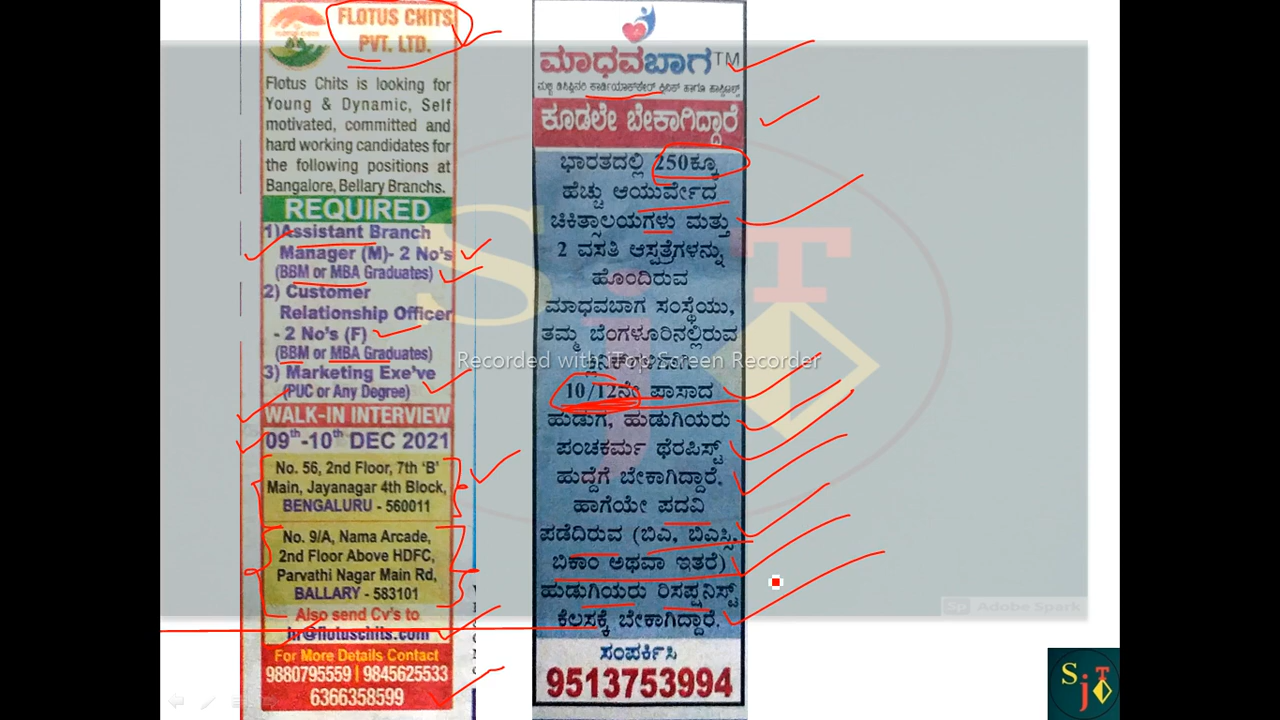 FLOTUS CHITS
PVT. LTD.
Flotus Chits is looking for
Young & Dynamic, Self
motivated, committed and
hard working candidates for
the following positions at
Bangalore, Bellary Branchs.
REQUIRED
1)Assistant Branch
Manager (M)- 2 No's
(BBM or MBA Graduates)
2) Customer
Relationship Officer
- 2 No's (F)
(BBM or MBA Graduates)
3) Marketing Exe've
(PUC or Any Degree)
WALK-IN INTERVIEW
09th-10th DEC 2021
No. 56, 2nd Floor, 7th 'B'
Main, Jayanagar 4th Block,
BENGALURU - 560011
No. 9/A, Nama Arcade,
2nd Floor Above HDFC,
Parvathi Nagar Main Rd,
BALLARY - 583101
Also send Cv's to
hr@flotuschits.com
For More Details Contact
9880795559 | 9845625533
6366358599
ಮಾಧವಬಾಗ TM
ಮಲ್ಟಿ ಡಿಸಿಪ್ಲಿನರಿ ಕಾರ್ಡಿಯಾಕ್‌ಕೇರ್ ಕ್ಲಿನಿಕ್ ಹಾಗೂ ಹಾಸ್ಪಿಟಲ್ಸ್
ಕೂಡಲೇ ಬೇಕಾಗಿದ್ದಾರೆ
ಭಾರತದಲ್ಲಿ 250ಕ್ಕೂ
ಹೆಚ್ಚು ಆಯುರ್ವೇದ
ಚಿಕಿತ್ಸಾಲಯಗಳು ಮತ್ತು
2 ವಸತಿ ಆಸ್ಪತ್ರೆಗಳನ್ನು
ಹೊಂದಿರುವ
ಮಾಧವಬಾಗ ಸಂಸ್ಥೆಯು,
ತಮ್ಮ ಬೆಂಗಳೂರಿನಲ್ಲಿರುವ
10/12ನೇ ಪಾಸಾದ
ಹುಡುಗ, ಹುಡುಗಿಯರು
ಪಂಚಕರ್ಮ ಥೆರಪಿಸ್ಟ್
ಹುದ್ದೆಗೆ ಬೇಕಾಗಿದ್ದಾರೆ.
ಹಾಗೆಯೇ ಪದವಿ
ಪಡೆದಿರುವ (ಬಿಎ, ಬಿಎಸ್ಸಿ,
ಬಿಕಾಂ ಅಥವಾ ಇತರೆ)
ಹುಡುಗಿಯರು ರಿಸಪ್ಷನಿಸ್ಟ್
ಕೆಲಸಕ್ಕೆ ಬೇಕಾಗಿದ್ದಾರೆ.
ಸಂಪರ್ಕಿಸಿ
9513753994
Recorded with iTop Screen Recorder
Sp Adobe Spark
S j T
S j T